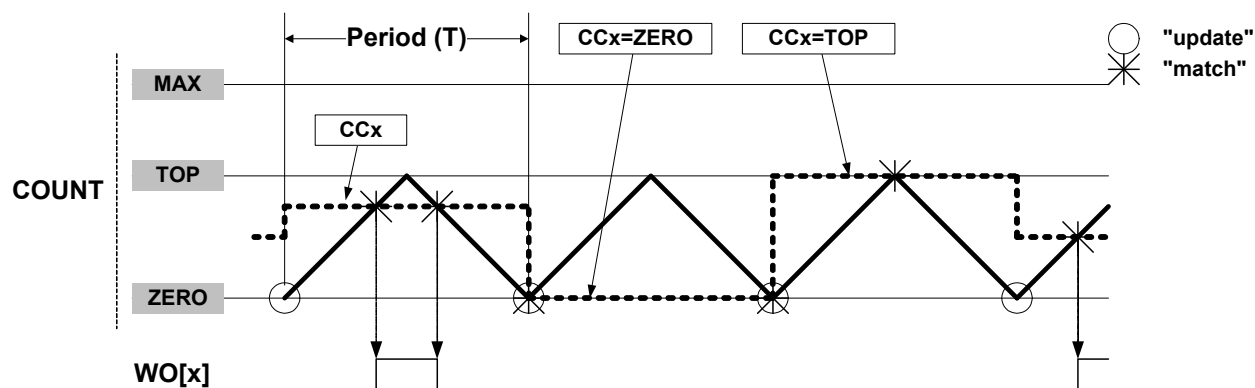 Period (T)
CCx=ZERO
CCx=TOP
"update"
"match"
MAX
CCx
TOP
COUNT
ZERO
WO[x]